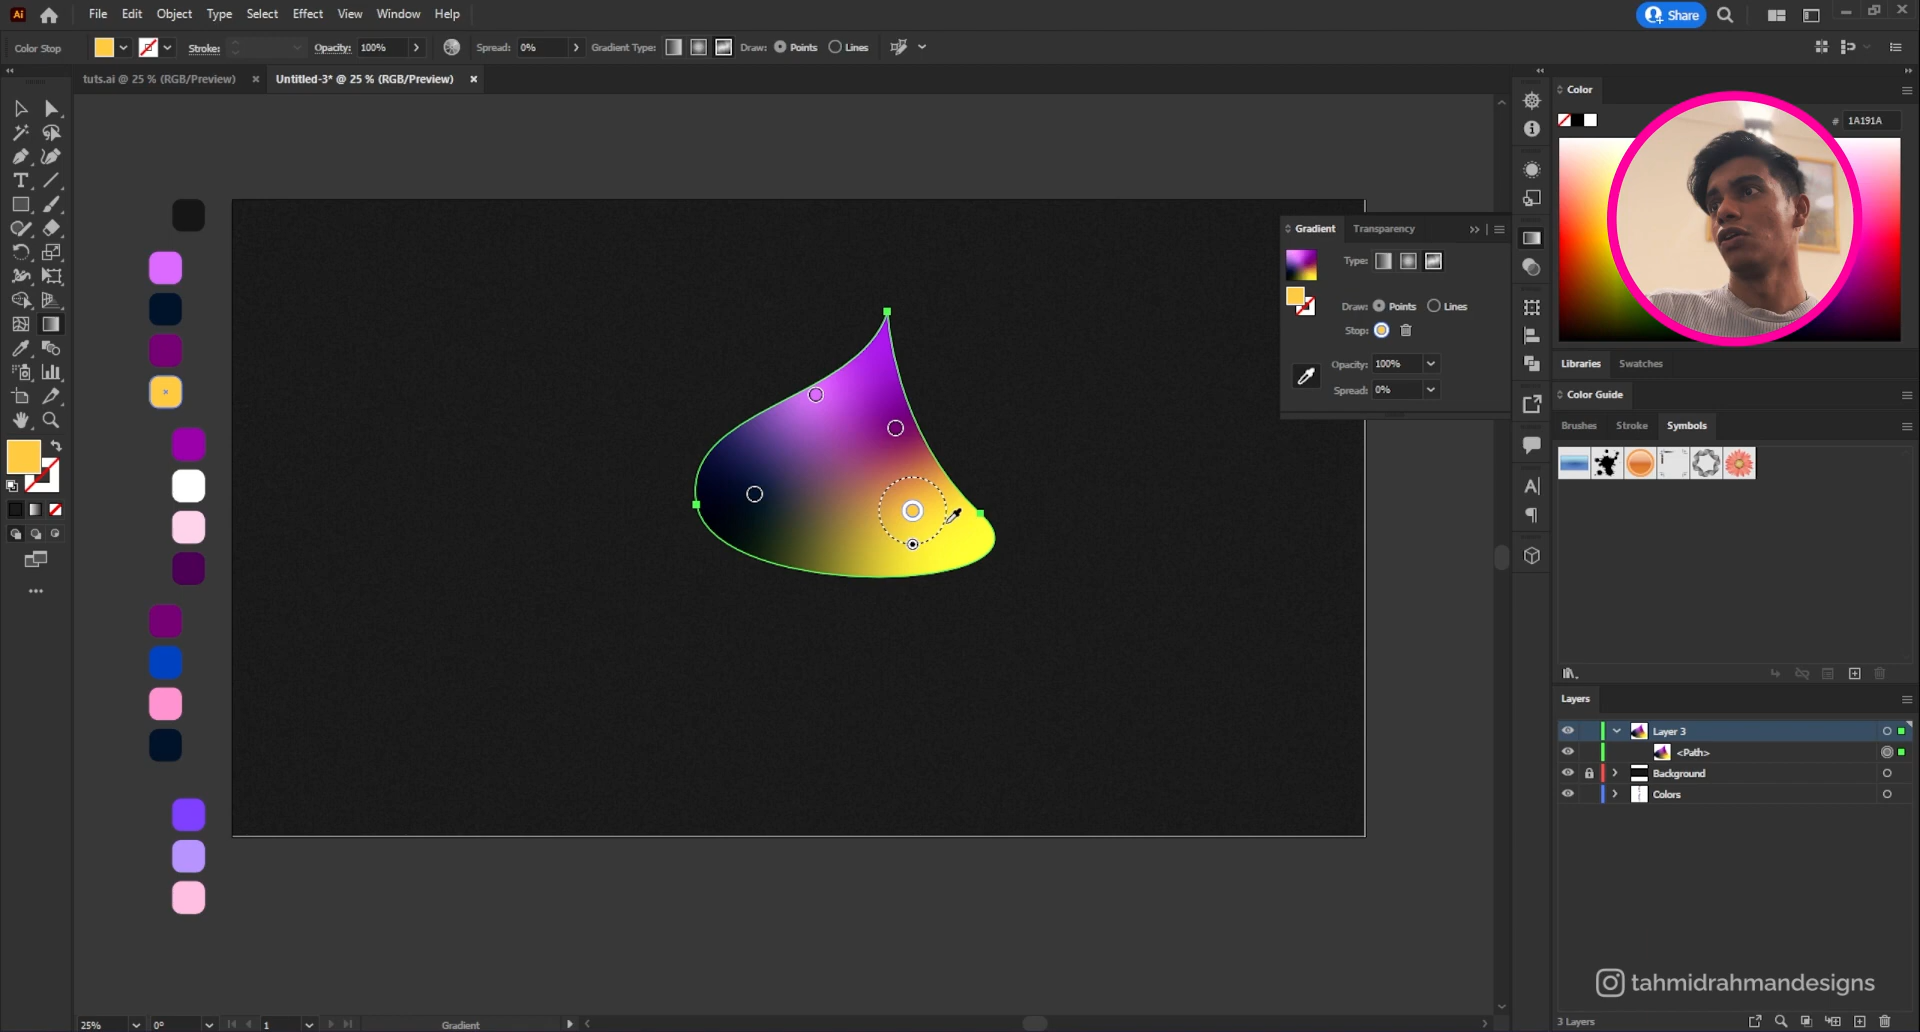 Ai File Edit Object Type Select Effect View Window Help Share
Color Stop Stroke: Opacity: 100% Spread: 0% Gradient Type: Draw: Points Lines
tuts.ai @ 25 % (RGB/Preview) × Untitled-3* @ 25 % (RGB/Preview) ×
Color
# 1A191A
Gradient Transparency
Type:
Draw: Points Lines
Stop:
Opacity: 100%
Spread: 0%
Libraries Swatches
Color Guide
Brushes Stroke Symbols
Layers
Layer 3
<Path>
Background
Colors
tahmidrahmandesigns
25% 0° 1 Gradient
3 Layers